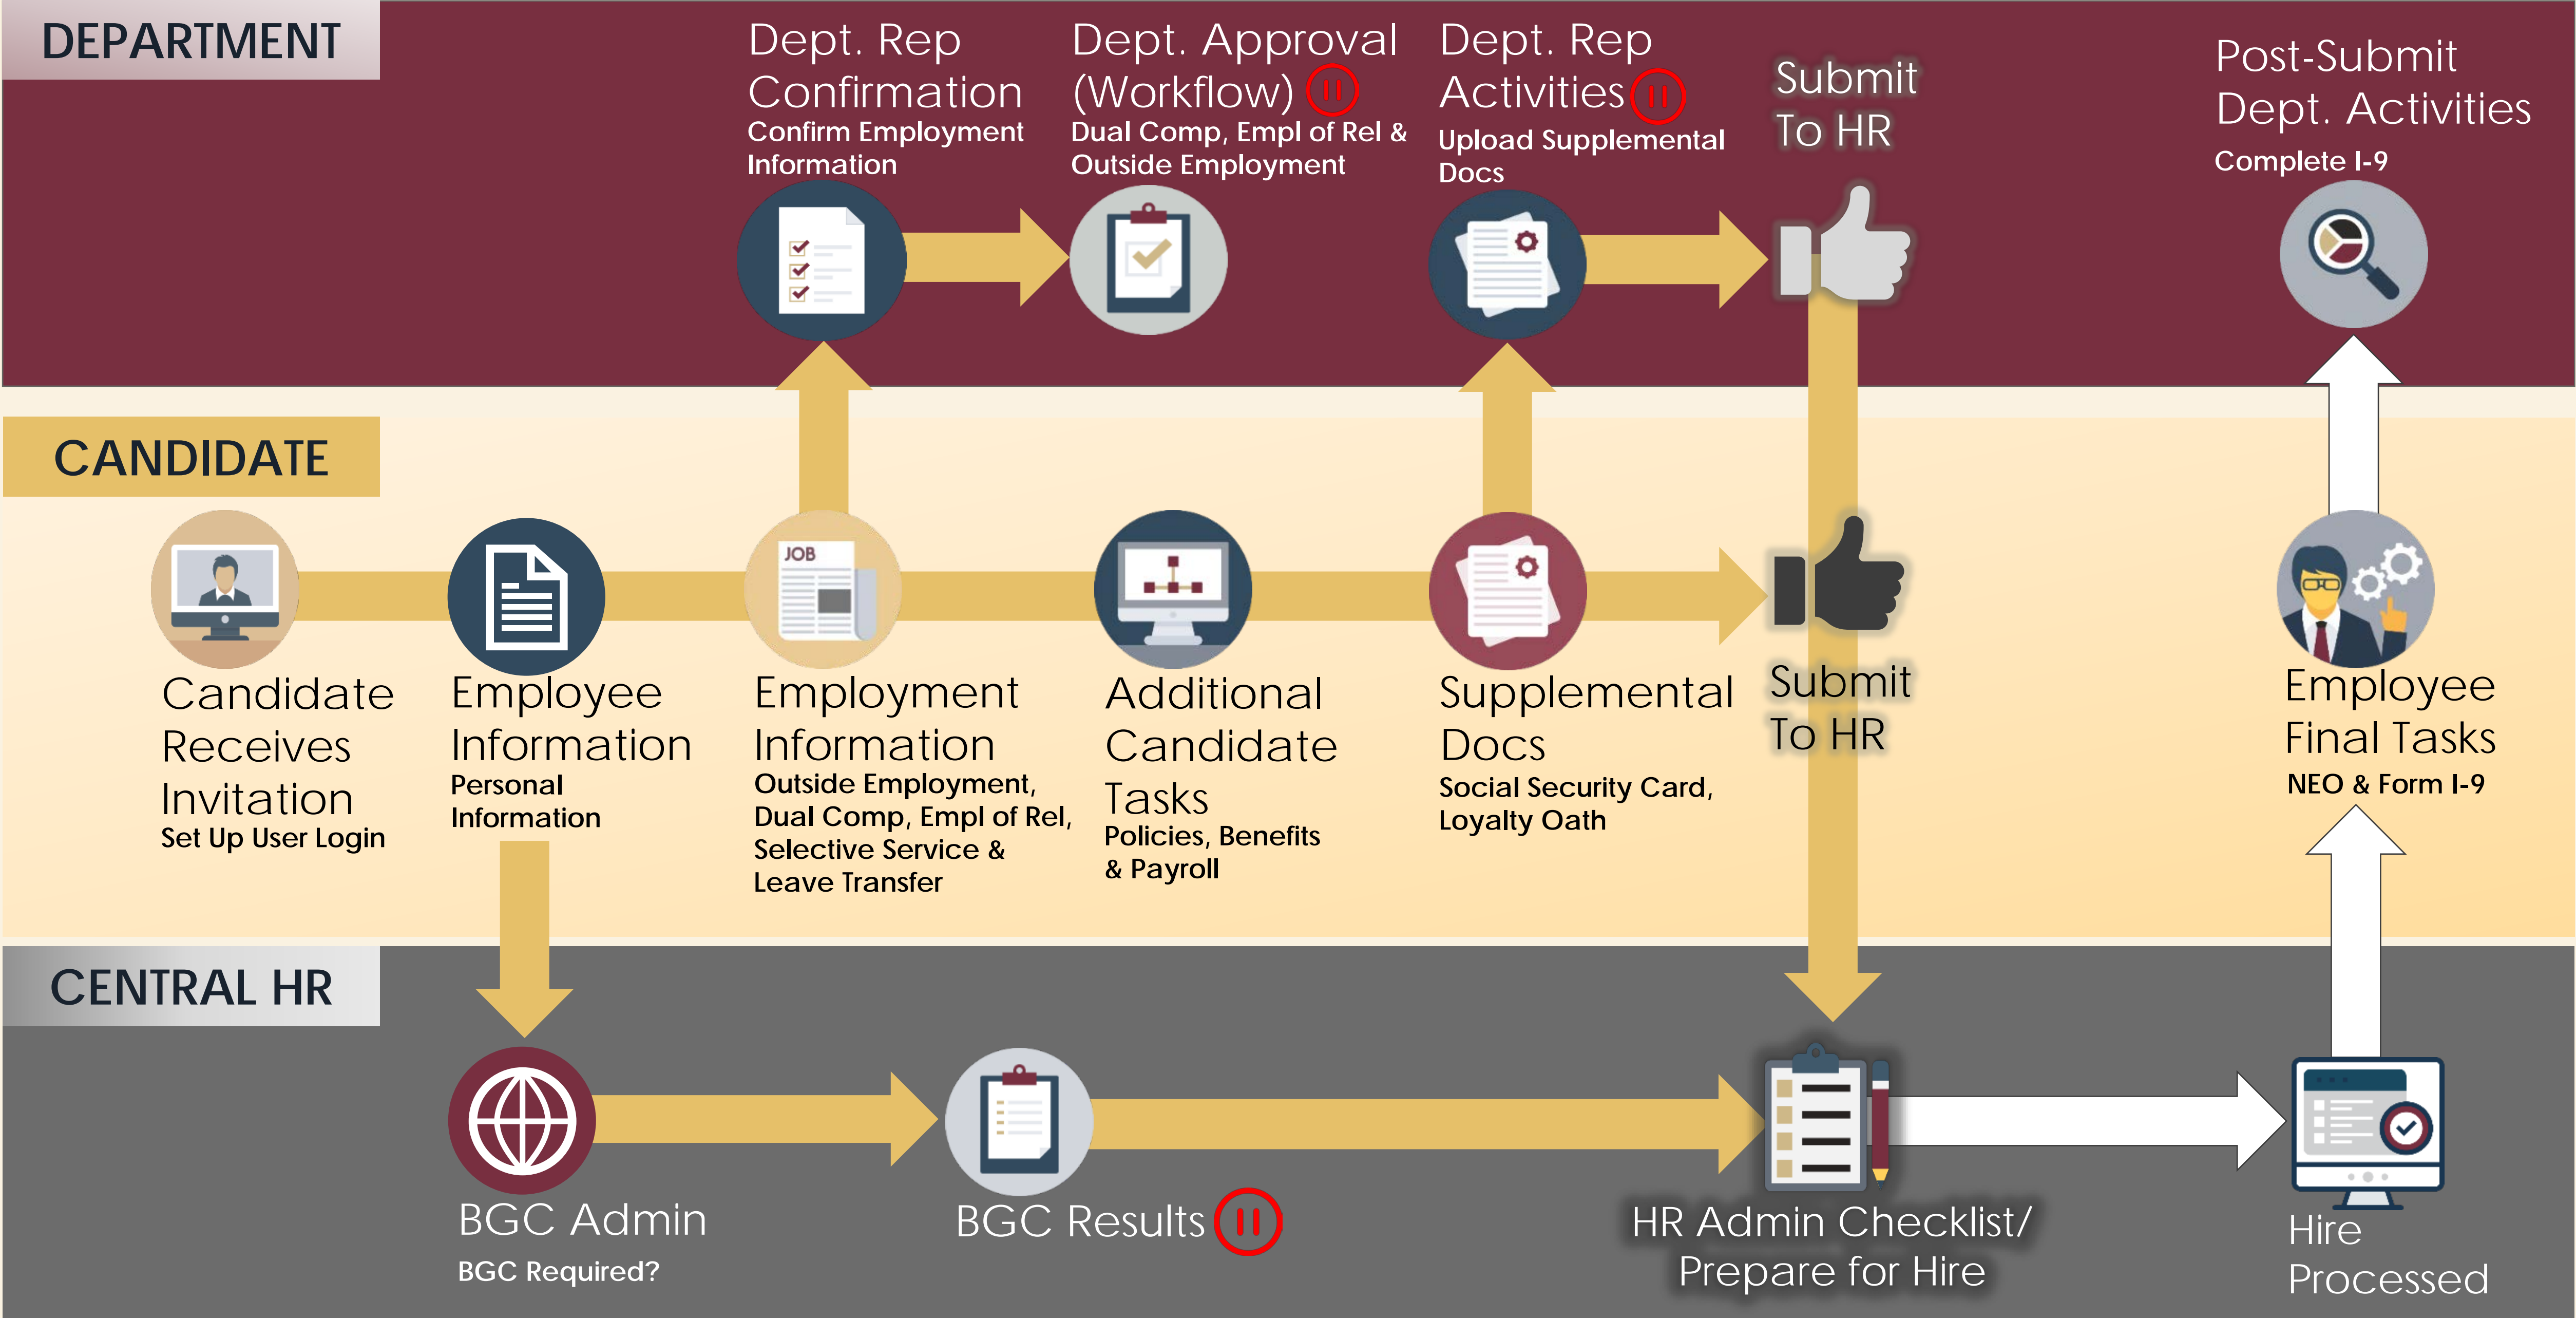 DEPARTMENT
Dept. Rep
Confirmation
Confirm Employment
Information
Dept. Approval
(Workflow)
Dual Comp, Empl of Rel &
Outside Employment
Dept. Rep
Activities
Upload Supplemental
Docs
Submit
To HR
Post-Submit
Dept. Activities
Complete I-9
CANDIDATE
JOB
Candidate
Receives
Invitation
Set Up User Login
Employee
Information
Personal
Information
Employment
Information
Outside Employment,
Dual Comp, Empl of Rel,
Selective Service &
Leave Transfer
Additional
Candidate
Tasks
Policies, Benefits
& Payroll
Supplemental
Docs
Social Security Card,
Loyalty Oath
Submit
To HR
Employee
Final Tasks
NEO & Form I-9
CENTRAL HR
BGC Admin
BGC Required?
BGC Results
HR Admin Checklist/
Prepare for Hire
Hire
Processed